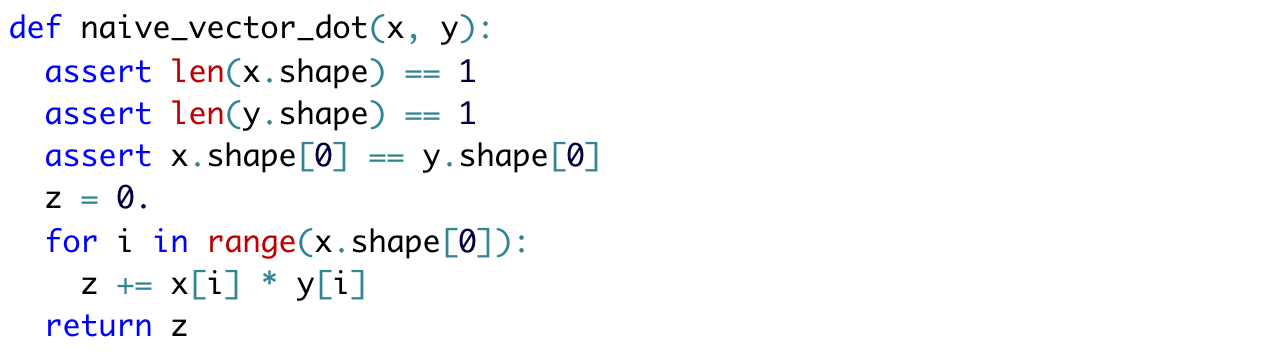 def naive_vector_dot(x, y):
  assert len(x.shape) == 1
  assert len(y.shape) == 1
  assert x.shape[0] == y.shape[0]
  z = 0.
  for i in range(x.shape[0]):
    z += x[i] * y[i]
  return z